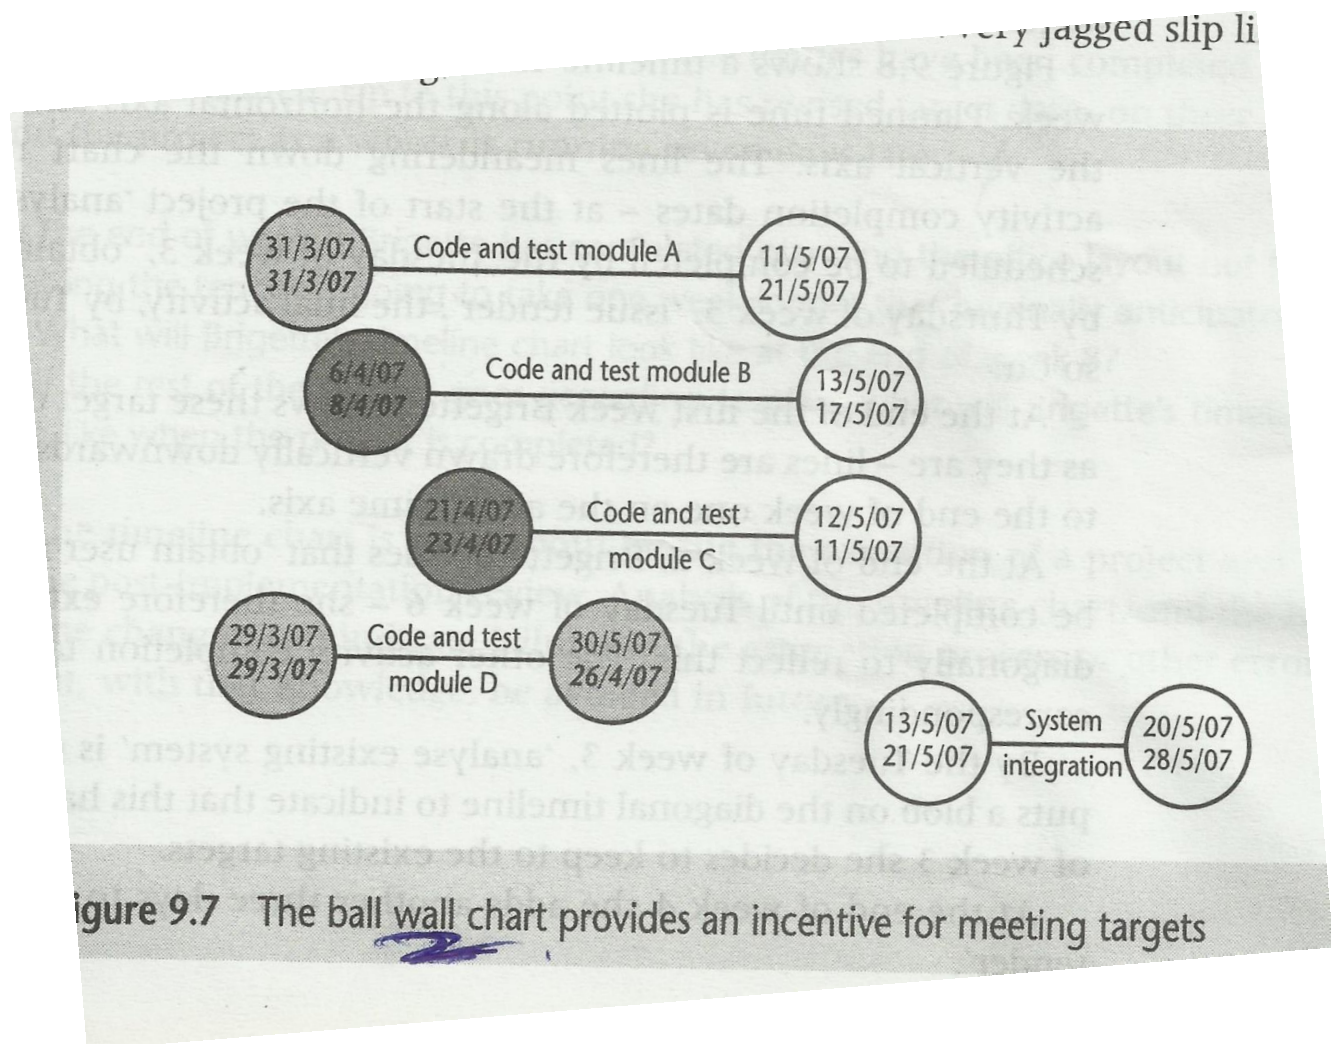 very jagged slip li
31/3/07
31/3/07
Code and test module A
11/5/07
21/5/07
6/4/07
8/4/07
Code and test module B
13/5/07
17/5/07
21/4/07
23/4/07
Code and test
module C
12/5/07
11/5/07
29/3/07
29/3/07
Code and test
module D
30/5/07
26/4/07
13/5/07
21/5/07
System
integration
20/5/07
28/5/07
igure 9.7 The ball wall chart provides an incentive for meeting targets